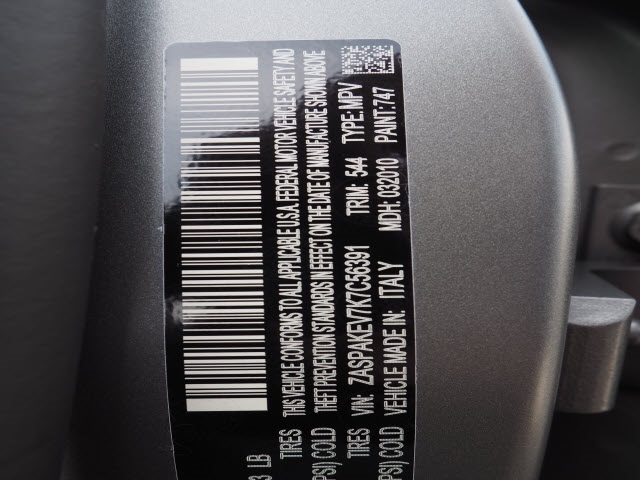 3 LB
TIRES THIS VEHICLE CONFORMS TO ALL APPLICABLE U.S.A. FEDERAL MOTOR VEHICLE SAFETY AND
PSI) COLD THEFT PREVENTION STANDARDS IN EFFECT ON THE DATE OF MANUFACTURE SHOWN ABOVE
TIRES VIN: ZASPAKEV7K7C56391 TRIM: 544 TYPE: MPV
PSI) COLD VEHICLE MADE IN: ITALY MDH: 032010 PAINT: 747